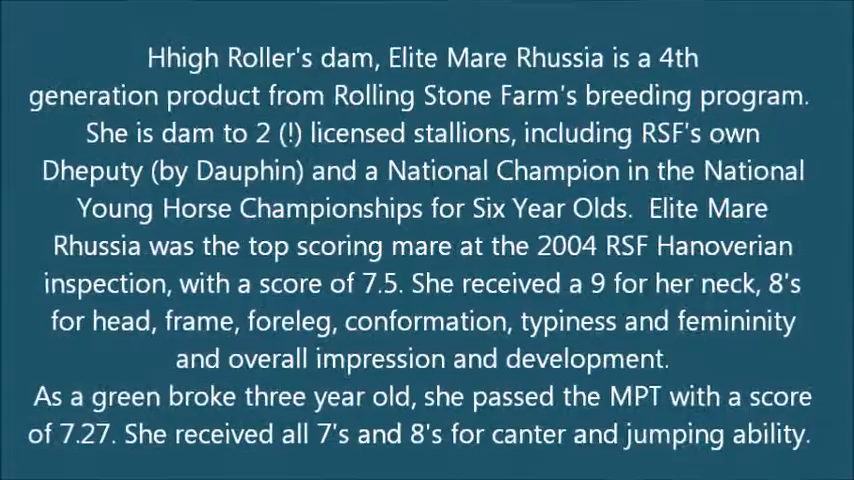 Hhigh Roller's dam, Elite Mare Rhussia is a 4th
generation product from Rolling Stone Farm's breeding program.
She is dam to 2 (!) licensed stallions, including RSF's own
Dheputy (by Dauphin) and a National Champion in the National
Young Horse Championships for Six Year Olds.  Elite Mare
Rhussia was the top scoring mare at the 2004 RSF Hanoverian
inspection, with a score of 7.5. She received a 9 for her neck, 8's
for head, frame, foreleg, conformation, typiness and femininity
and overall impression and development.
As a green broke three year old, she passed the MPT with a score
of 7.27. She received all 7's and 8's for canter and jumping ability.